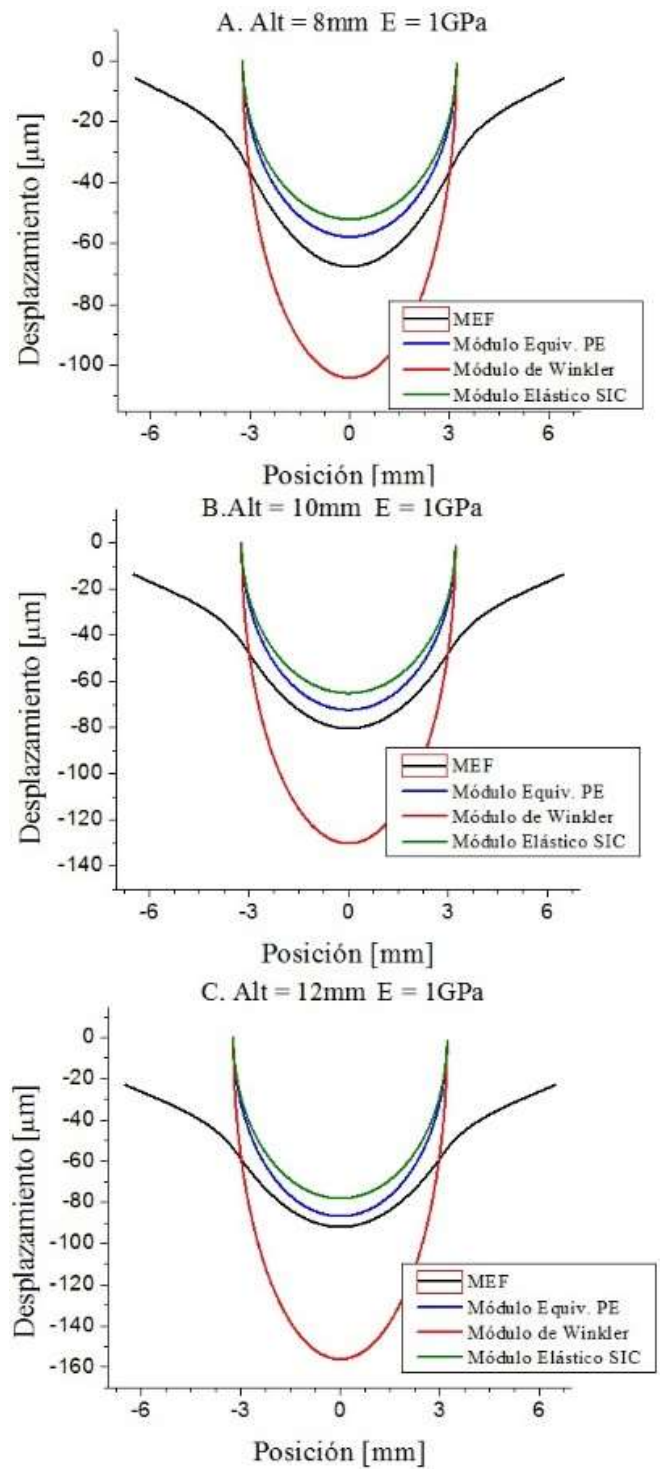 A. Alt = 8mm E = 1GPa
0
-20
-40
-60
-80
-100
Desplazamiento [μm]
MEF
Módulo Equiv. PE
Módulo de Winkler
Módulo Elástico SIC
-6 -3 0 3 6
Posición [mm]
B.Alt = 10mm E = 1GPa
0
-20
-40
-60
-80
-100
-120
-140
Desplazamiento [μm]
MEF
Módulo Equiv. PE
Módulo de Winkler
Módulo Elástico SIC
-6 -3 0 3 6
Posición [mm]
C. Alt = 12mm E = 1GPa
0
-20
-40
-60
-80
-100
-120
-140
-160
Desplazamiento [μm]
MEF
Módulo Equiv. PE
Módulo de Winkler
Módulo Elástico SIC
-6 -3 0 3 6
Posición [mm]